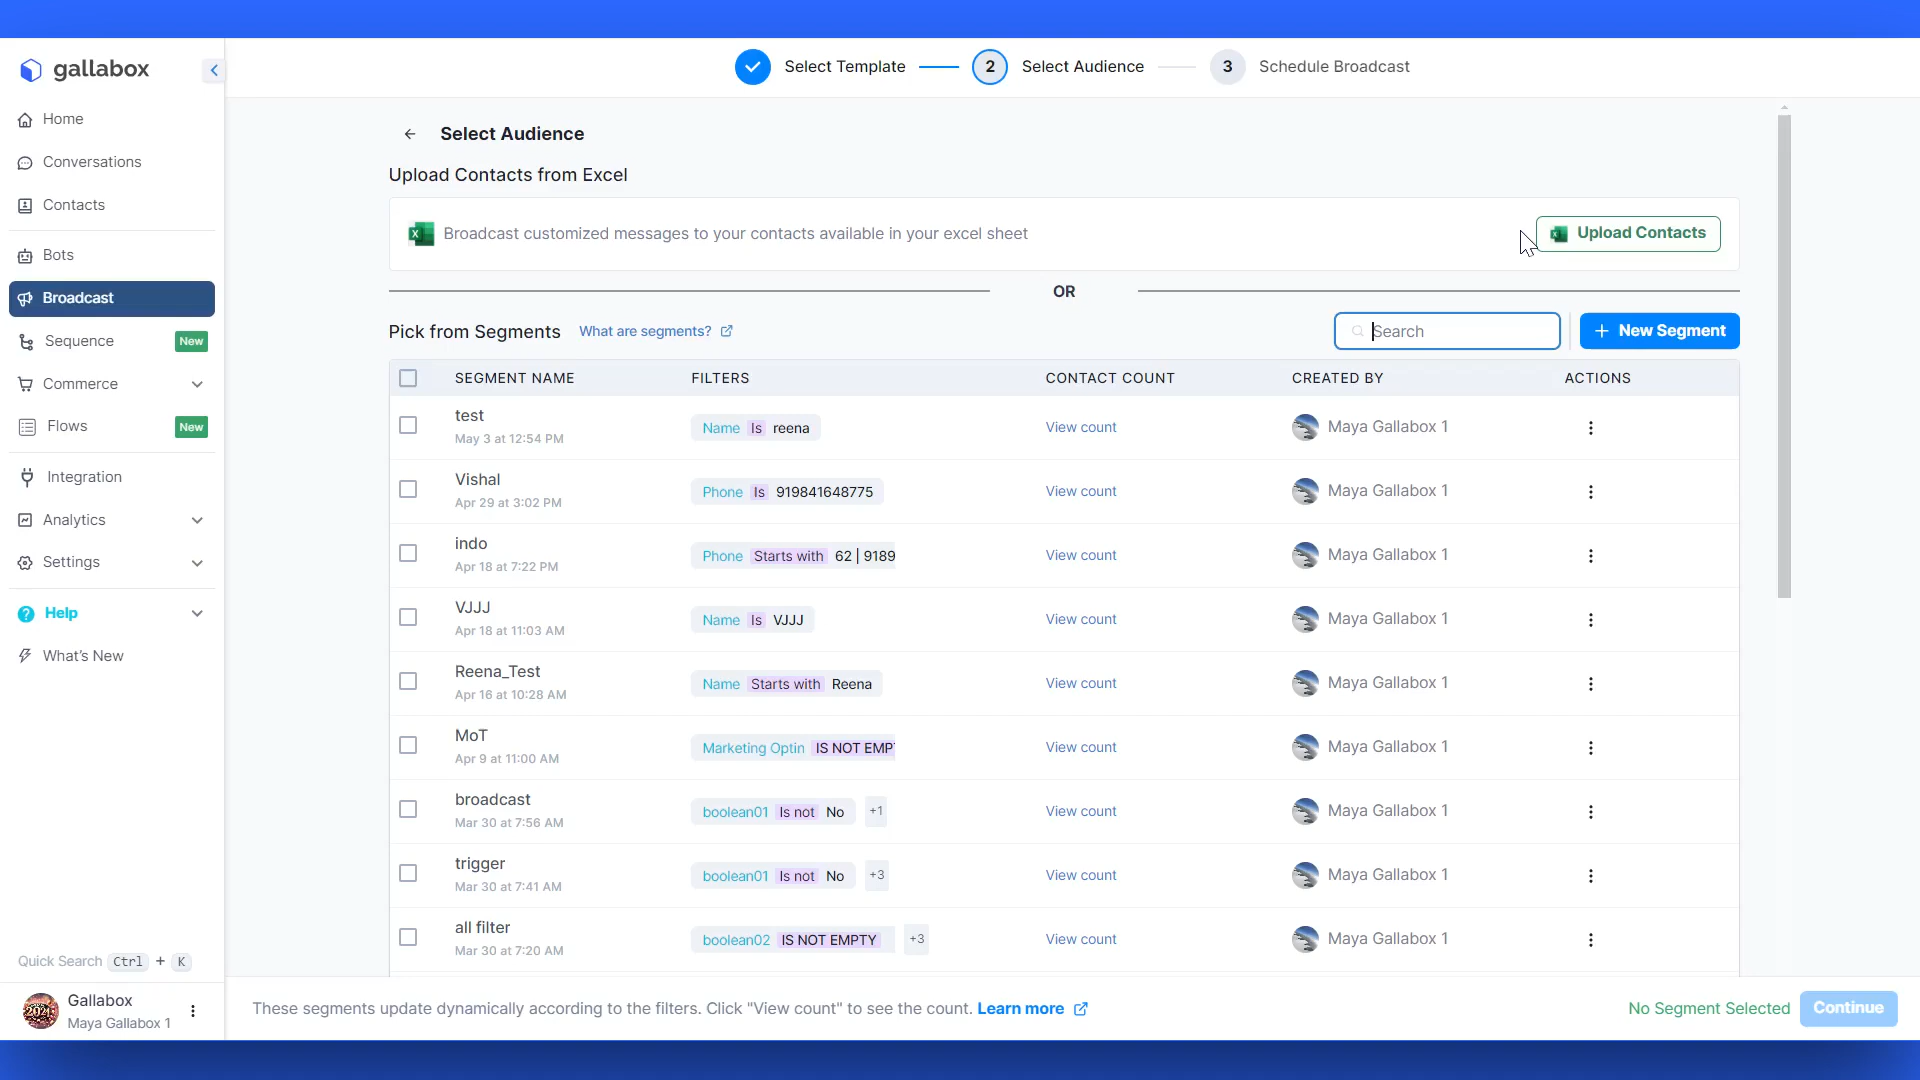 gallabox
Select Template
2
Select Audience
3
Schedule Broadcast
Home
Conversations
Contacts
Bots
Broadcast
Sequence
New
Commerce
Flows
New
Integration
Analytics
Settings
Help
What's New
Quick Search Ctrl + K
Gallabox
Maya Gallabox 1
Select Audience
Upload Contacts from Excel
Broadcast customized messages to your contacts available in your excel sheet
Upload Contacts
OR
Pick from Segments
What are segments?
Search
New Segment
SEGMENT NAME FILTERS CONTACT COUNT CREATED BY ACTIONS
test
May 3 at 12:54 PM
Name Is reena
View count
Maya Gallabox 1
Vishal
Apr 29 at 3:02 PM
Phone Is 919841648775
View count
Maya Gallabox 1
indo
Apr 18 at 7:22 PM
Phone Starts with 62 | 9189
View count
Maya Gallabox 1
VJJJ
Apr 18 at 11:03 AM
Name Is VJJJ
View count
Maya Gallabox 1
Reena_Test
Apr 16 at 10:28 AM
Name Starts with Reena
View count
Maya Gallabox 1
MoT
Apr 9 at 11:00 AM
Marketing Optin IS NOT EMP
View count
Maya Gallabox 1
broadcast
Mar 30 at 7:56 AM
boolean01 Is not No +1
View count
Maya Gallabox 1
trigger
Mar 30 at 7:41 AM
boolean01 Is not No +3
View count
Maya Gallabox 1
all filter
Mar 30 at 7:20 AM
boolean02 IS NOT EMPTY +3
View count
Maya Gallabox 1
These segments update dynamically according to the filters. Click "View count" to see the count. Learn more
No Segment Selected
Continue